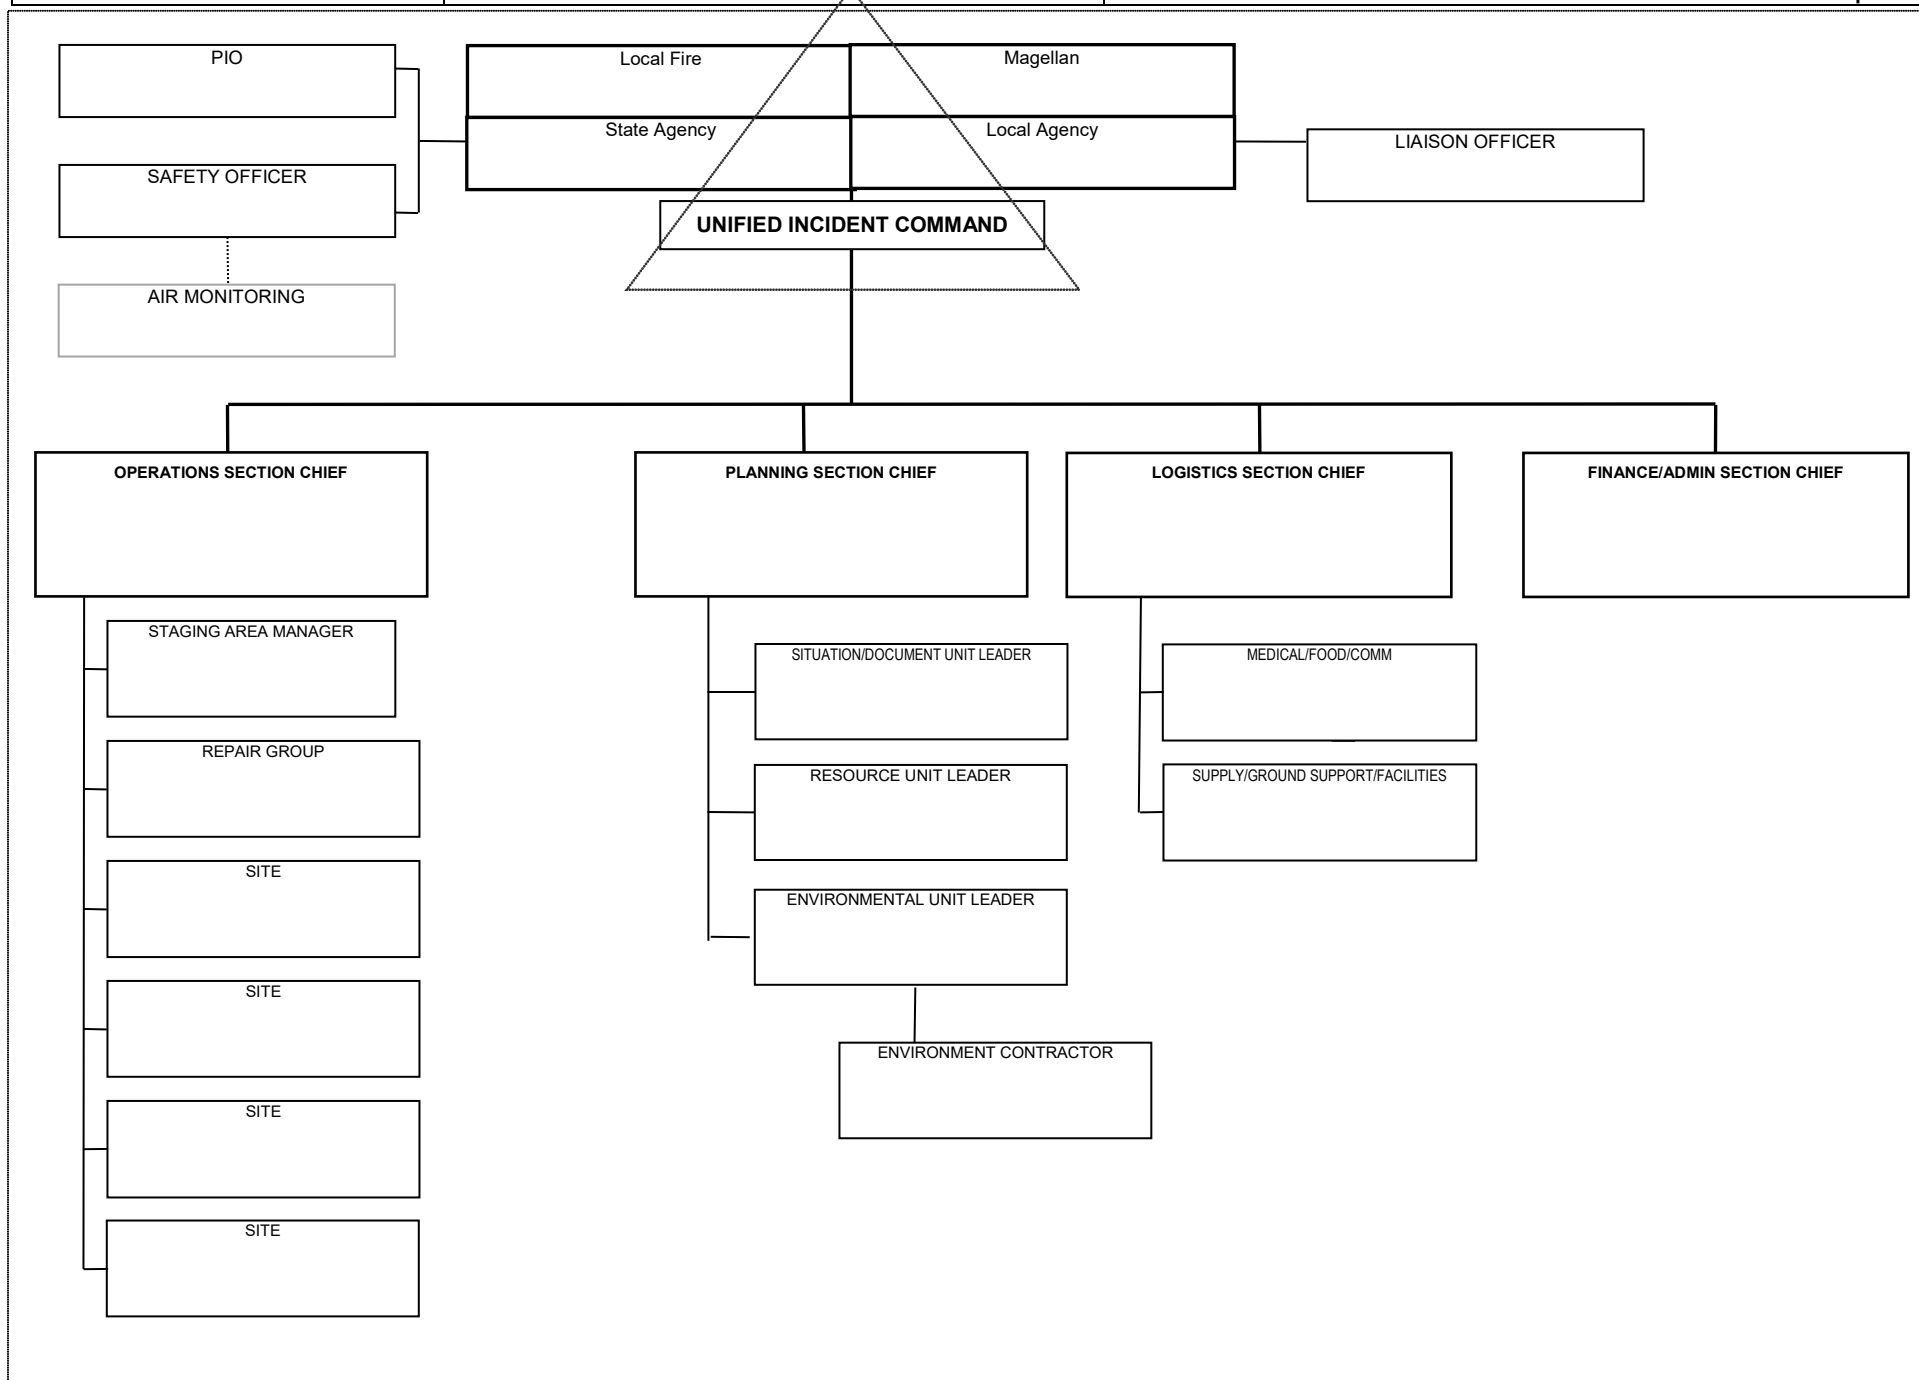 PIO
Local Fire
Magellan
State Agency
Local Agency
LIAISON OFFICER
SAFETY OFFICER
UNIFIED INCIDENT COMMAND
AIR MONITORING
OPERATIONS SECTION CHIEF
PLANNING SECTION CHIEF
LOGISTICS SECTION CHIEF
FINANCE/ADMIN SECTION CHIEF
STAGING AREA MANAGER
SITUATION/DOCUMENT UNIT LEADER
MEDICAL/FOOD/COMM
REPAIR GROUP
RESOURCE UNIT LEADER
SUPPLY/GROUND SUPPORT/FACILITIES
SITE
ENVIRONMENTAL UNIT LEADER
SITE
ENVIRONMENT CONTRACTOR
SITE
SITE